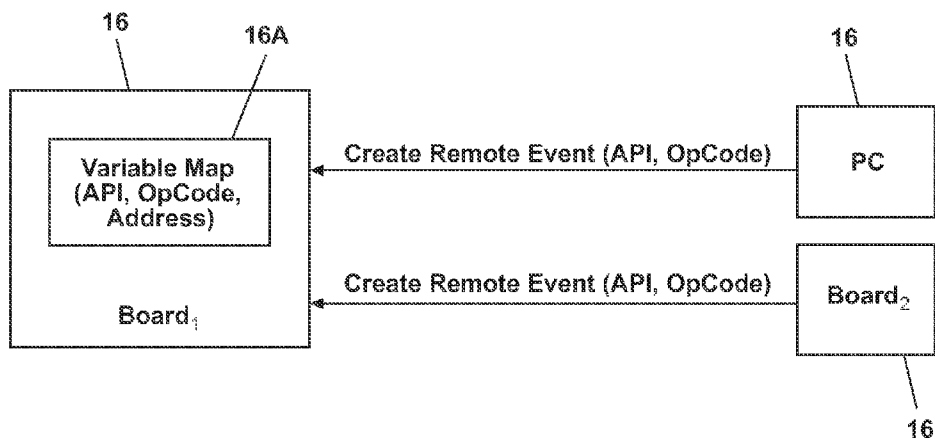 16
16A
Variable Map
(API, OpCode,
Address)
Board₁
Create Remote Event (API, OpCode)
Create Remote Event (API, OpCode)
16
PC
Board₂
16